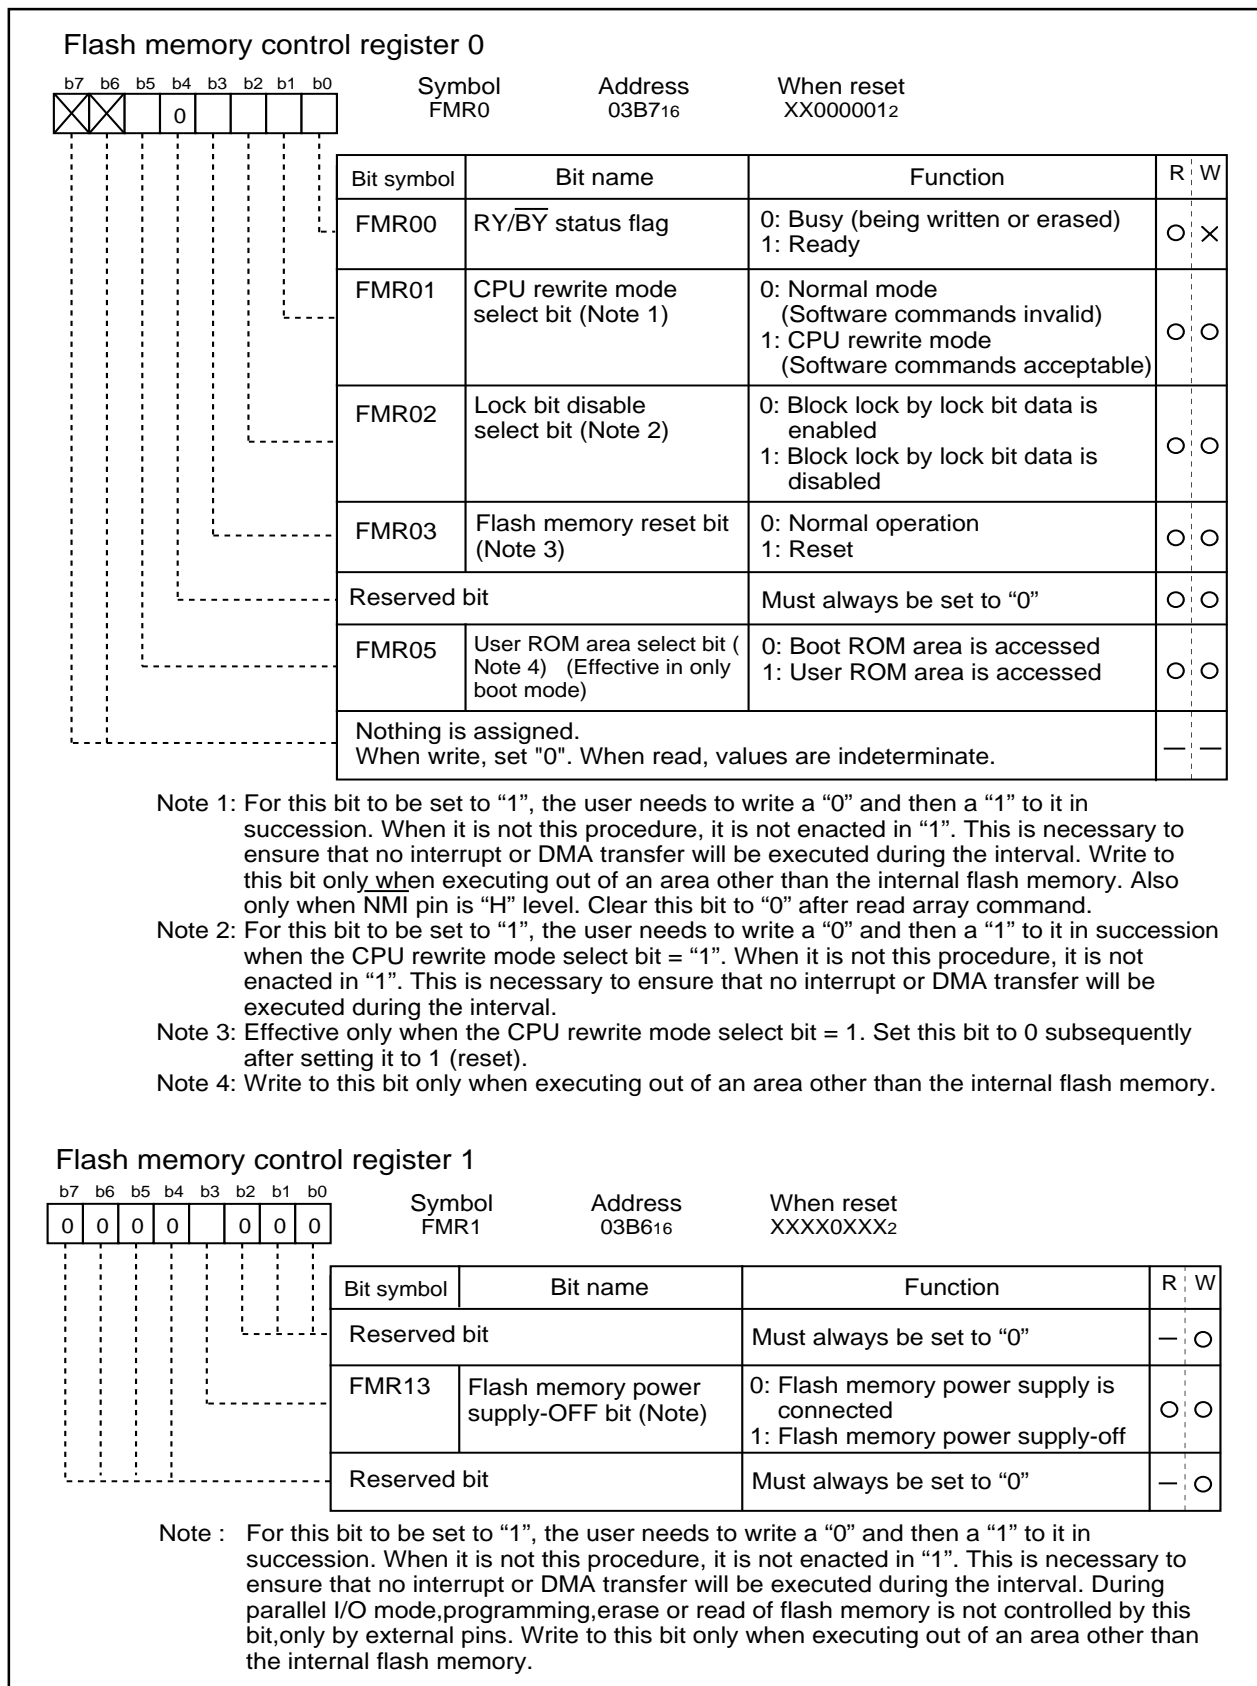 Flash memory control register 0
b7 b6 b5 b4 b3 b2 b1 b0
Symbol Address When reset
FMR0 03B716 XX0000012
0
Bit symbol Bit name Function R W
FMR00 RY/BY status flag 0: Busy (being written or erased)
1: Ready
FMR01 CPU rewrite mode 0: Normal mode
select bit (Note 1) (Software commands invalid)
1: CPU rewrite mode
(Software commands acceptable)
FMR02 Lock bit disable 0: Block lock by lock bit data is
select bit (Note 2) enabled
1: Block lock by lock bit data is
disabled
FMR03 Flash memory reset bit 0: Normal operation
(Note 3) 1: Reset
Reserved bit Must always be set to “0”
FMR05 User ROM area select bit ( 0: Boot ROM area is accessed
Note 4) (Effective in only 1: User ROM area is accessed
boot mode)
Nothing is assigned.
When write, set "0". When read, values are indeterminate.
Note 1: For this bit to be set to “1”, the user needs to write a “0” and then a “1” to it in
succession. When it is not this procedure, it is not enacted in “1”. This is necessary to
ensure that no interrupt or DMA transfer will be executed during the interval. Write to
this bit only when executing out of an area other than the internal flash memory. Also
only when NMI pin is “H” level. Clear this bit to “0” after read array command.
Note 2: For this bit to be set to “1”, the user needs to write a “0” and then a “1” to it in succession
when the CPU rewrite mode select bit = “1”. When it is not this procedure, it is not
enacted in “1”. This is necessary to ensure that no interrupt or DMA transfer will be
executed during the interval.
Note 3: Effective only when the CPU rewrite mode select bit = 1. Set this bit to 0 subsequently
after setting it to 1 (reset).
Note 4: Write to this bit only when executing out of an area other than the internal flash memory.
Flash memory control register 1
b7 b6 b5 b4 b3 b2 b1 b0
Symbol Address When reset
FMR1 03B616 XXXX0XXX2
0 0 0 0 0 0 0
Bit symbol Bit name Function R W
Reserved bit Must always be set to “0”
FMR13 Flash memory power 0: Flash memory power supply is
supply-OFF bit (Note) connected
1: Flash memory power supply-off
Reserved bit Must always be set to “0”
Note : For this bit to be set to “1”, the user needs to write a “0” and then a “1” to it in
succession. When it is not this procedure, it is not enacted in “1”. This is necessary to
ensure that no interrupt or DMA transfer will be executed during the interval. During
parallel I/O mode,programming,erase or read of flash memory is not controlled by this
bit,only by external pins. Write to this bit only when executing out of an area other than
the internal flash memory.